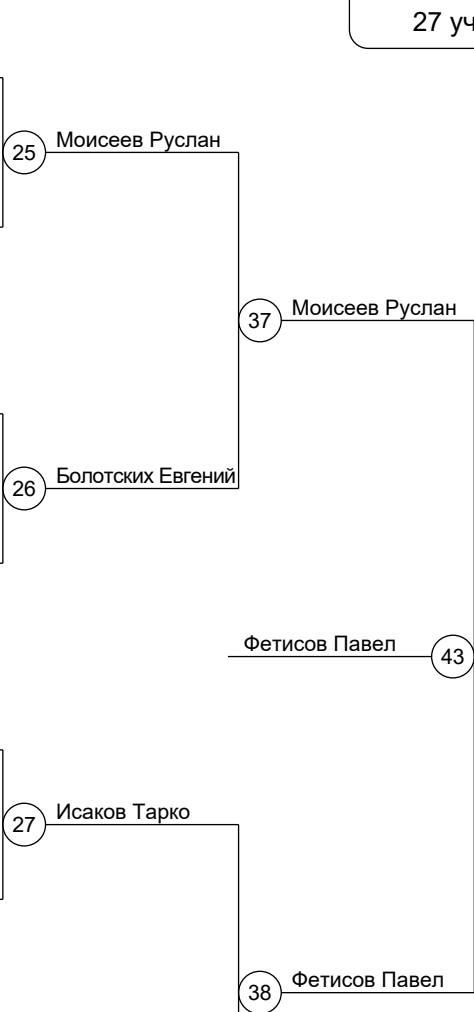 27 уч
25 Моисеев Руслан
37 Моисеев Руслан
26 Болотских Евгений
Фетисов Павел 43
27 Исаков Тарко
38 Фетисов Павел